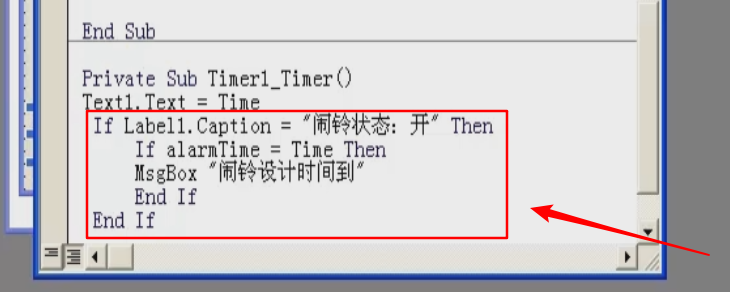 End Sub
Private Sub Timer1_Timer()
Text1.Text = Time
If Label1.Caption = "闹铃状态：开" Then
If alarmTime = Time Then
MsgBox "闹铃设计时间到"
End If
End If